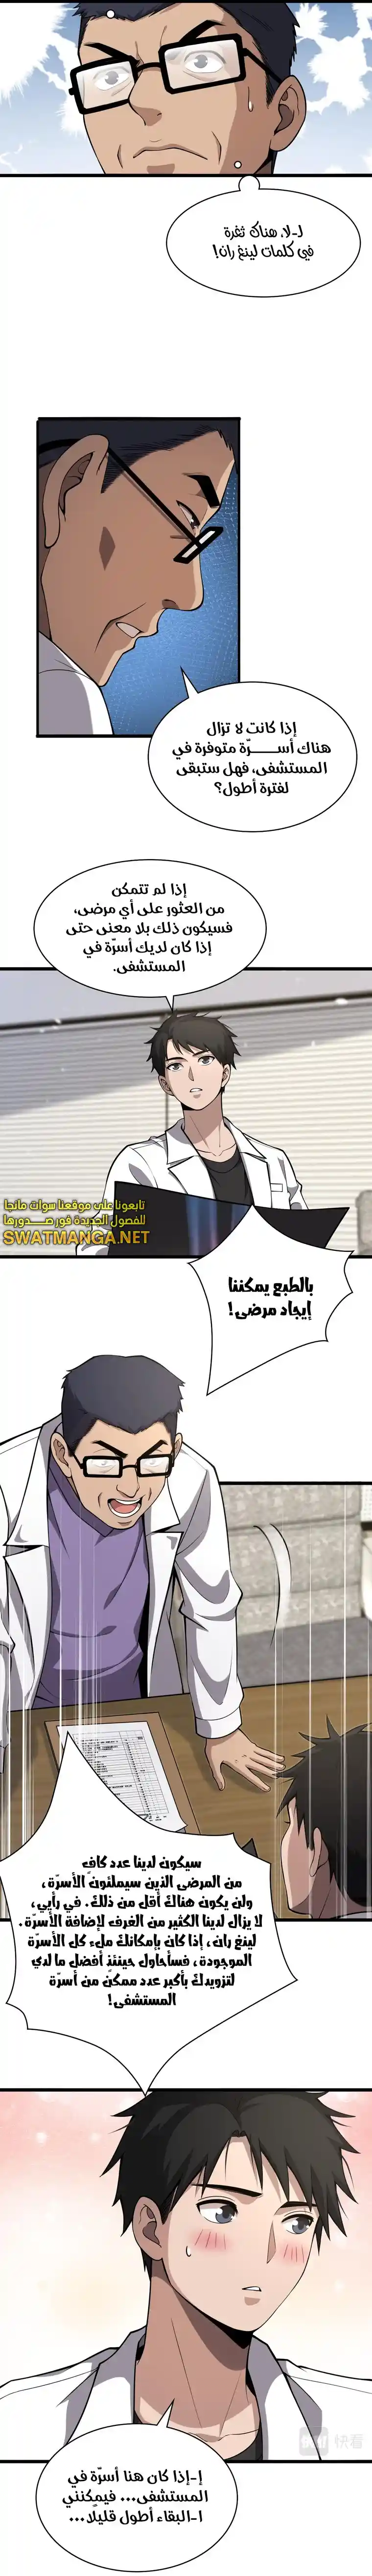 لـ-لا، هناك ثغرة
في كلمات لينغ ران!
إذا كانت لا تزال
هناك أســـــرّة متوفرة في
المستشفى، فهل ستبقى
لفترة أطول؟
إذا لم تتمكن
من العثور على أي مرضى،
فسيكون ذلك بلا معنى حتى
إذا كان لديك أسرّة في
المستشفى.
تابعونا على موقعنا سوات مانجا
للفصول الجديدة فور صـــدورها
SWATMANGA.NET
بالطبع يمكننا
إيجاد مرضى!
سيكون لدينا عدد كاف
من المرضى الذين سيملئون الأسرّة،
ولن يكون هناك أقل من ذلك. في رأيي،
لا يزال لدينا الكثير من الغرف لإضافة الأسرّة.
لينغ ران، إذا كان بإمكانك ملء كل الأسرّة
الموجودة، فسأحاول حينئذٍ أفضل ما لدي
لتزويدك بأكبر عدد ممكن من أسرّة
المستشفى!
快看
إ-إذا كان هنا أسرّة في
المستشفى... فيمكنني
ا-البقاء أطول قليلًا...